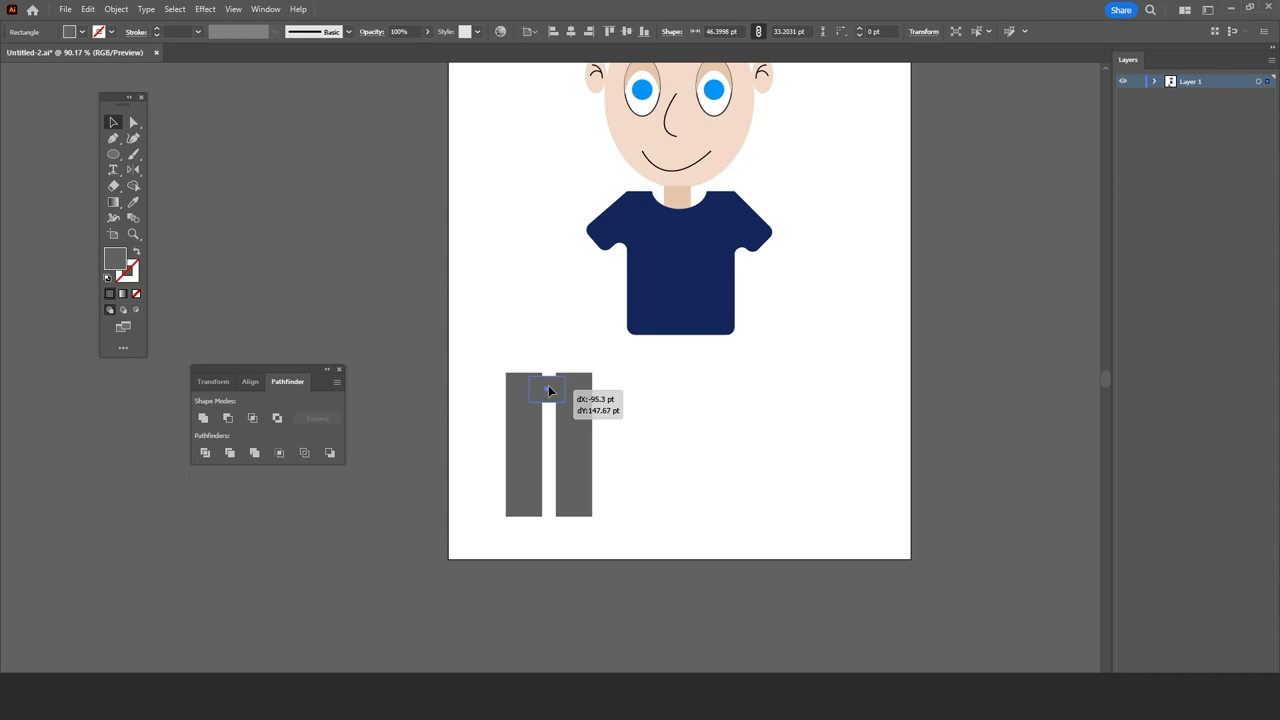 Ai File Edit Object Type Select Effect View Window Help Share
Rectangle Stroke: Basic Opacity: 100% Style: Shape: 46.3998 pt 33.2031 pt 0 pt Transform
Untitled-2.ai* @ 90.17 % (RGB/Preview)
Layers
Layer 1
Transform Align Pathfinder
Shape Modes:
Expand
Pathfinders:
dX:-95.3 pt
dY:147.67 pt